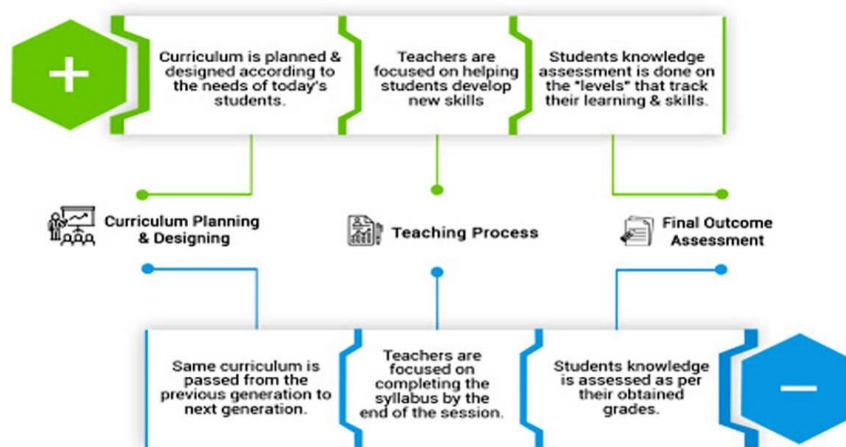 Curriculum is planned &
designed according to
the needs of today's
students.
Teachers are
focused on helping
students develop
new skills
Students knowledge
assessment is done on
the "levels" that track
their learning & skills.
Curriculum Planning
& Designing
Teaching Process
Final Outcome
Assessment
Same curriculum is
passed from the
previous generation to
next generation.
Teachers are
focused on
completing the
syllabus by the
end of the session.
Students knowledge
is assessed as per
their obtained
grades.